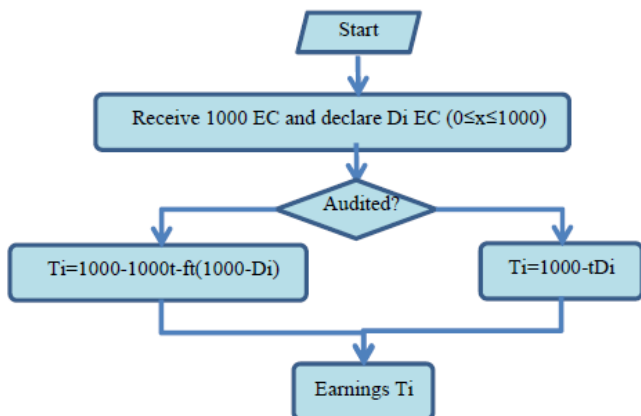 Start
Receive 1000 EC and declare Di EC (0≤x≤1000)
Audited?
Ti=1000-1000t-ft(1000-Di)
Ti=1000-tDi
Earnings Ti